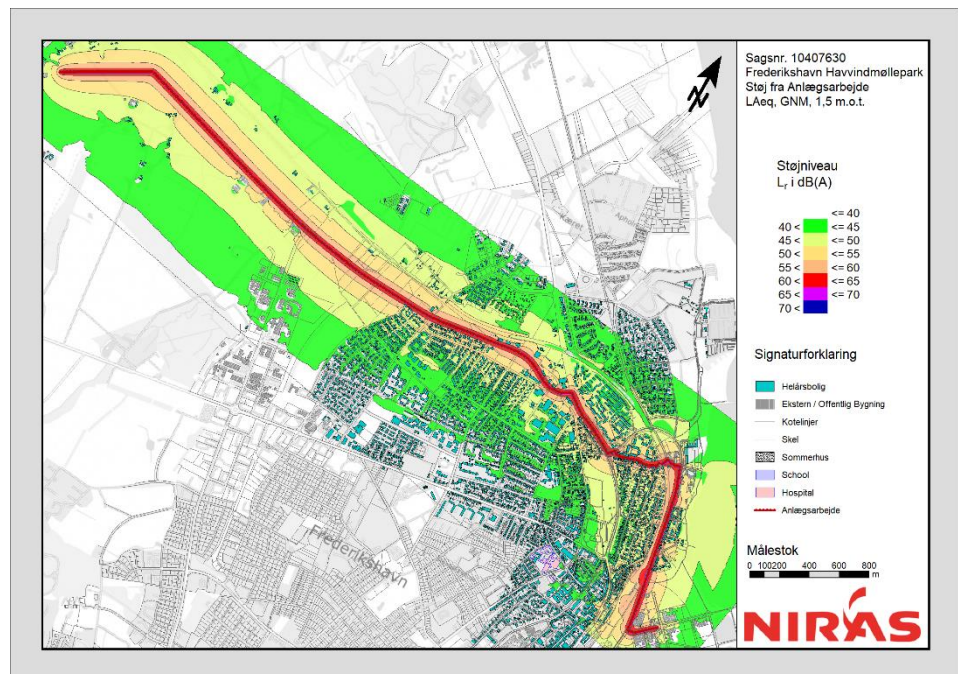 Sagsnr. 10407630
Frederikshavn Havvindmøllepark
Støj fra Anlægsarbejde
LAeq, GNM, 1,5 m.o.t.
N
Støjniveau
Lr i dB(A)
<= 40
40 < <= 45
45 < <= 50
50 < <= 55
55 < <= 60
60 < <= 65
65 < <= 70
70 <
Signaturforklaring
Helårsbolig
Ekstern / Offentlig Bygning
Kotelinjer
Skel
Sommerhus
School
Hospital
Anlægsarbejde
Målestok
0 100200 400 600 800
m
NIRAS
Frederikshavn